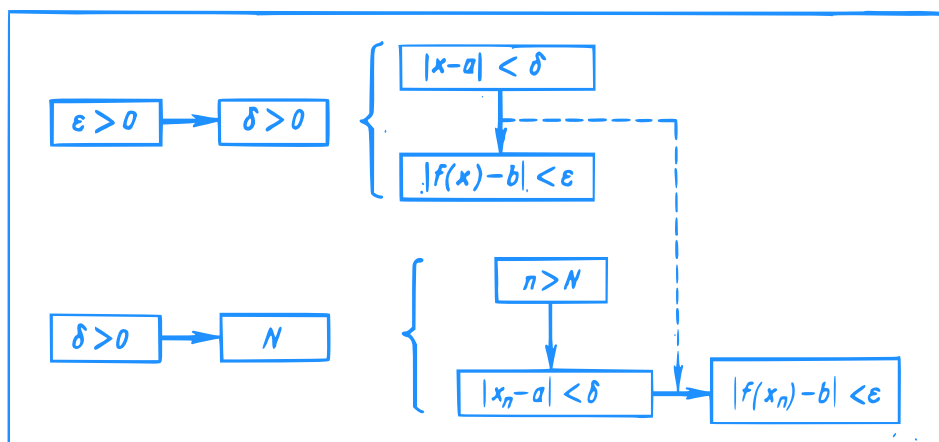 |x-a| < δ
ε > 0
δ > 0
|f(x)-b| < ε
n > N
δ > 0
N
|xₙ-a| < δ
|f(xₙ)-b| < ε